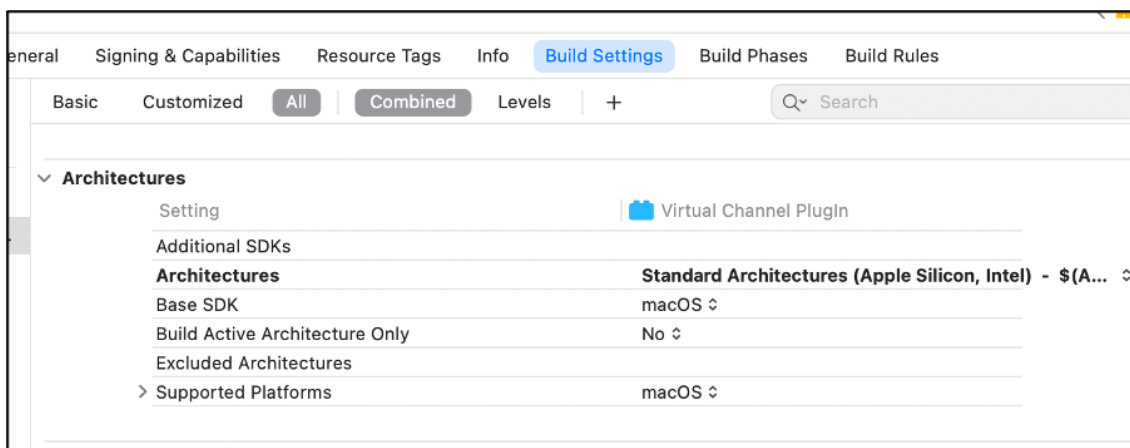 eneral Signing & Capabilities Resource Tags Info Build Settings Build Phases Build Rules
Basic Customized All Combined Levels + Search
Architectures
Setting Virtual Channel PlugIn
Additional SDKs
Architectures Standard Architectures (Apple Silicon, Intel) - $(A...
Base SDK macOS
Build Active Architecture Only No
Excluded Architectures
Supported Platforms macOS